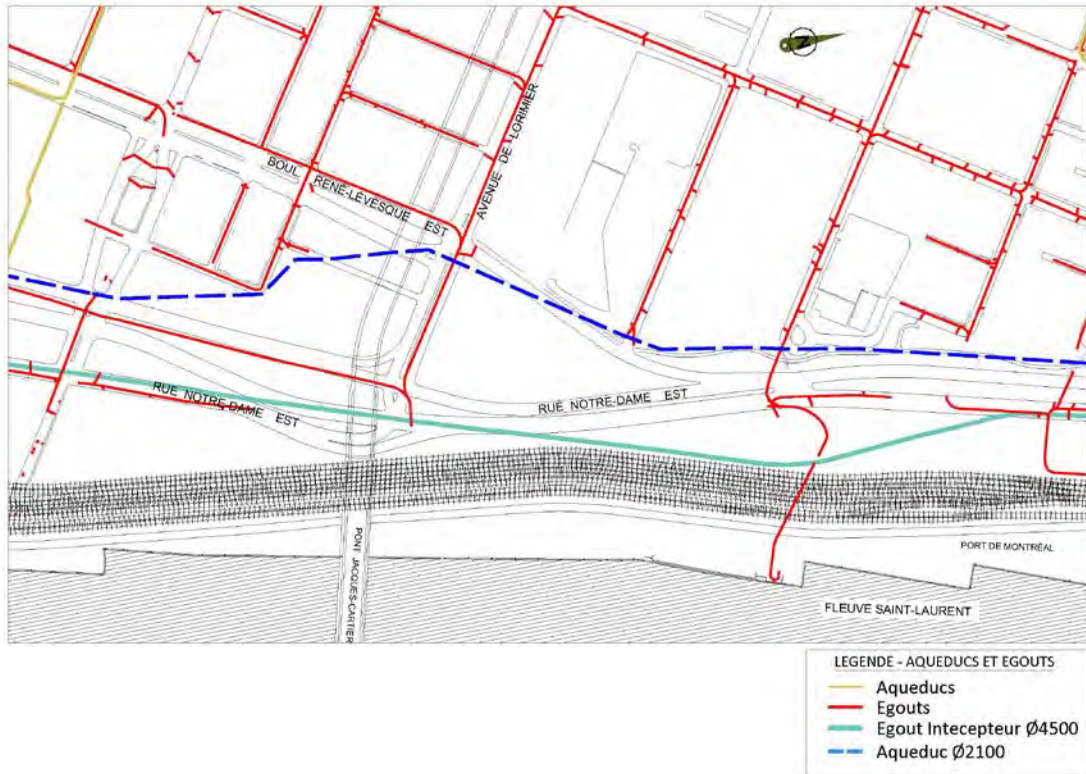 N
BOUL RENÉ-LÉVESQUE EST
AVENUE DE LORIMIER
RUE NOTRE-DAME EST
RUE NOTRE-DAME EST
PONT JACQUES-CARTIER
PORT DE MONTRÉAL
FLEUVE SAINT-LAURENT
LEGENDE - AQUEDUCS ET EGOUTS
Aqueducs
Egouts
Egout Intecepteur Ø4500
Aqueduc Ø2100